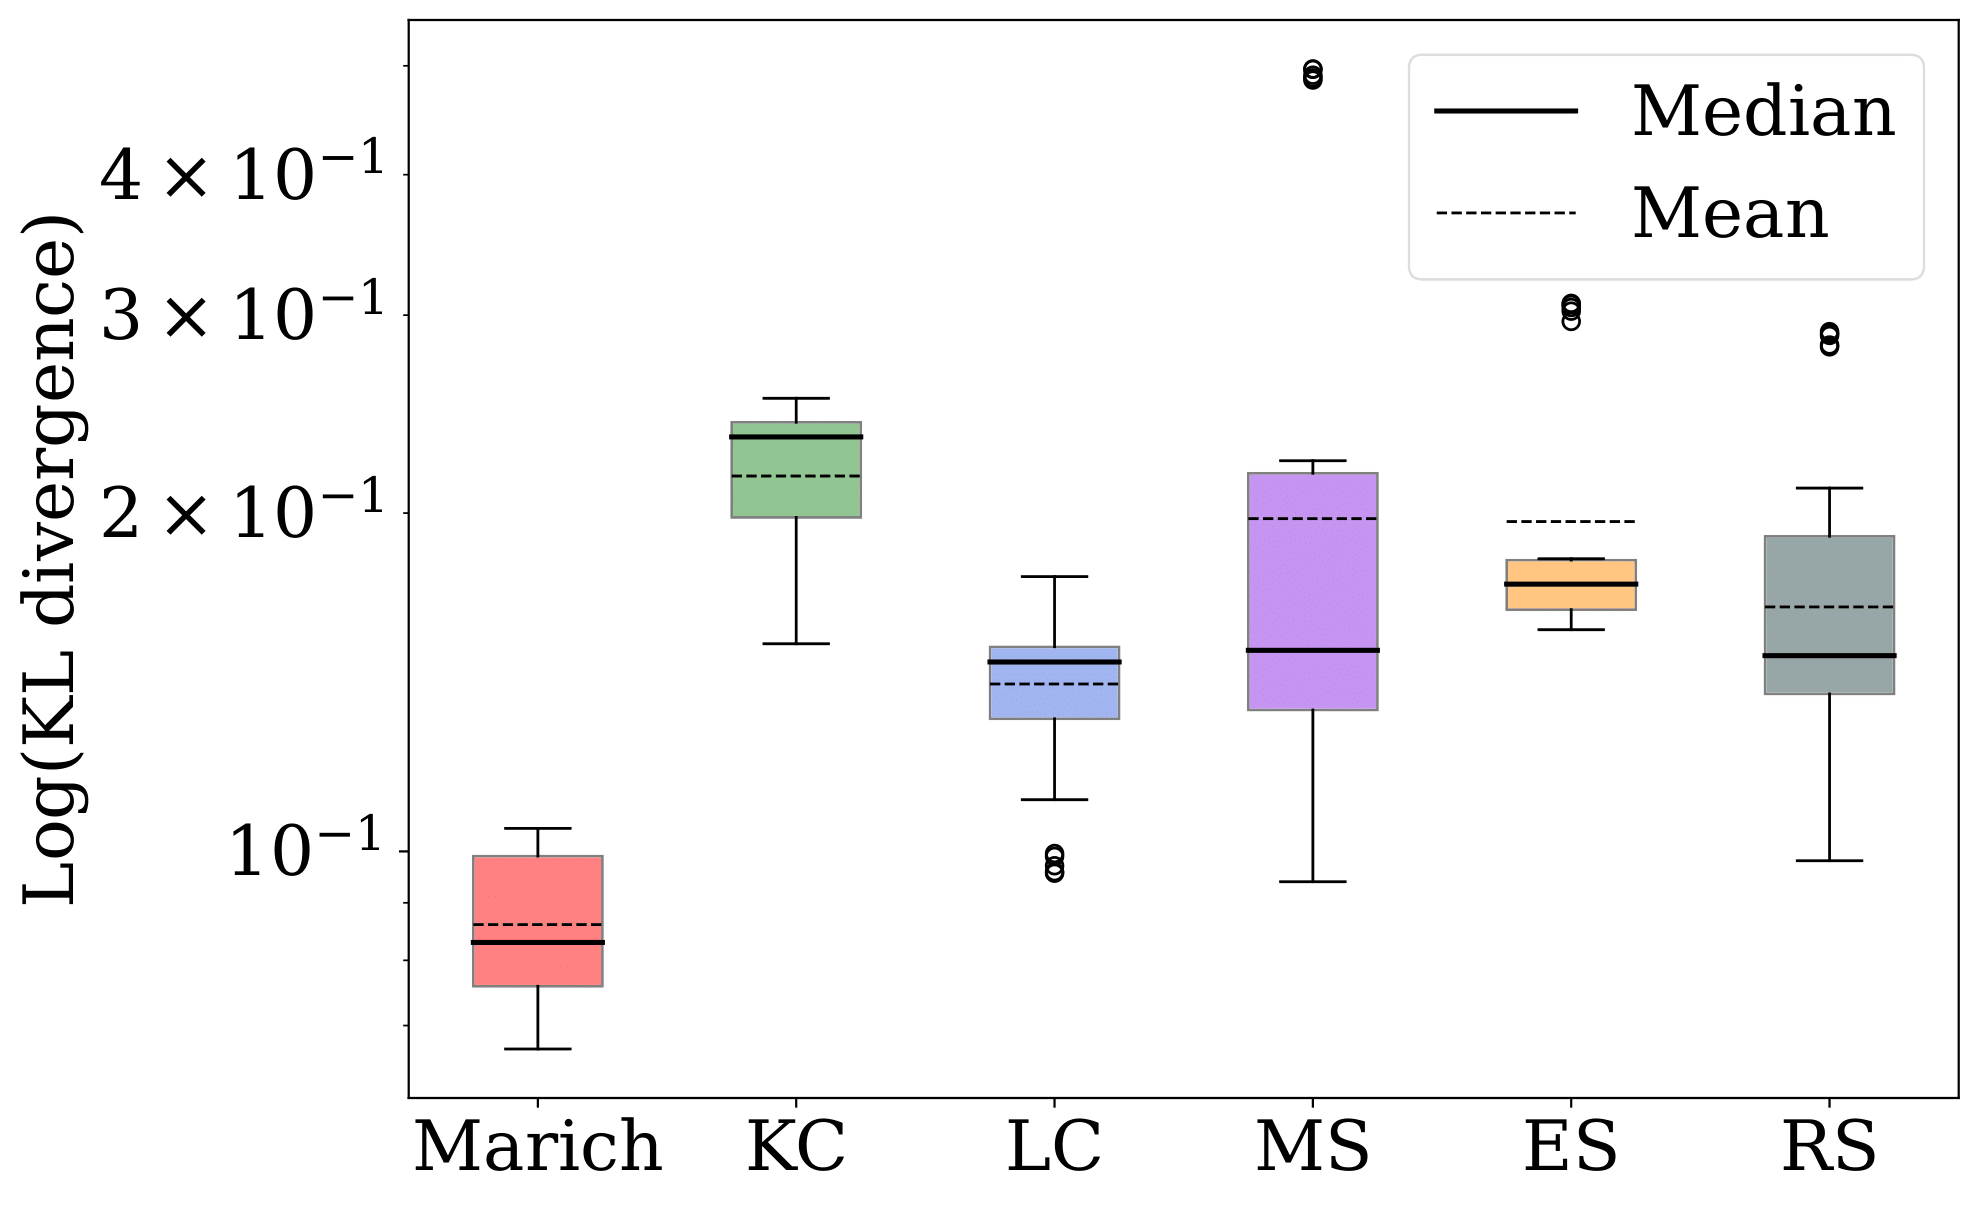 Log(KL divergence)
4 × 10⁻¹
3 × 10⁻¹
2 × 10⁻¹
10⁻¹
Median
Mean
Marich KC LC MS ES RS